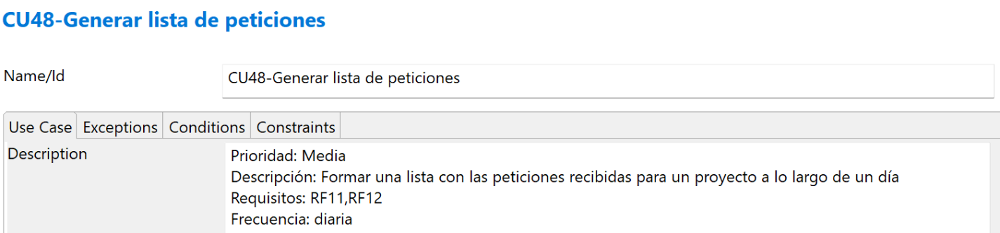 CU48-Generar lista de peticiones
Name/Id
CU48-Generar lista de peticiones
Use Case Exceptions Conditions Constraints
Description
Prioridad: Media
Descripción: Formar una lista con las peticiones recibidas para un proyecto a lo largo de un día
Requisitos: RF11,RF12
Frecuencia: diaria